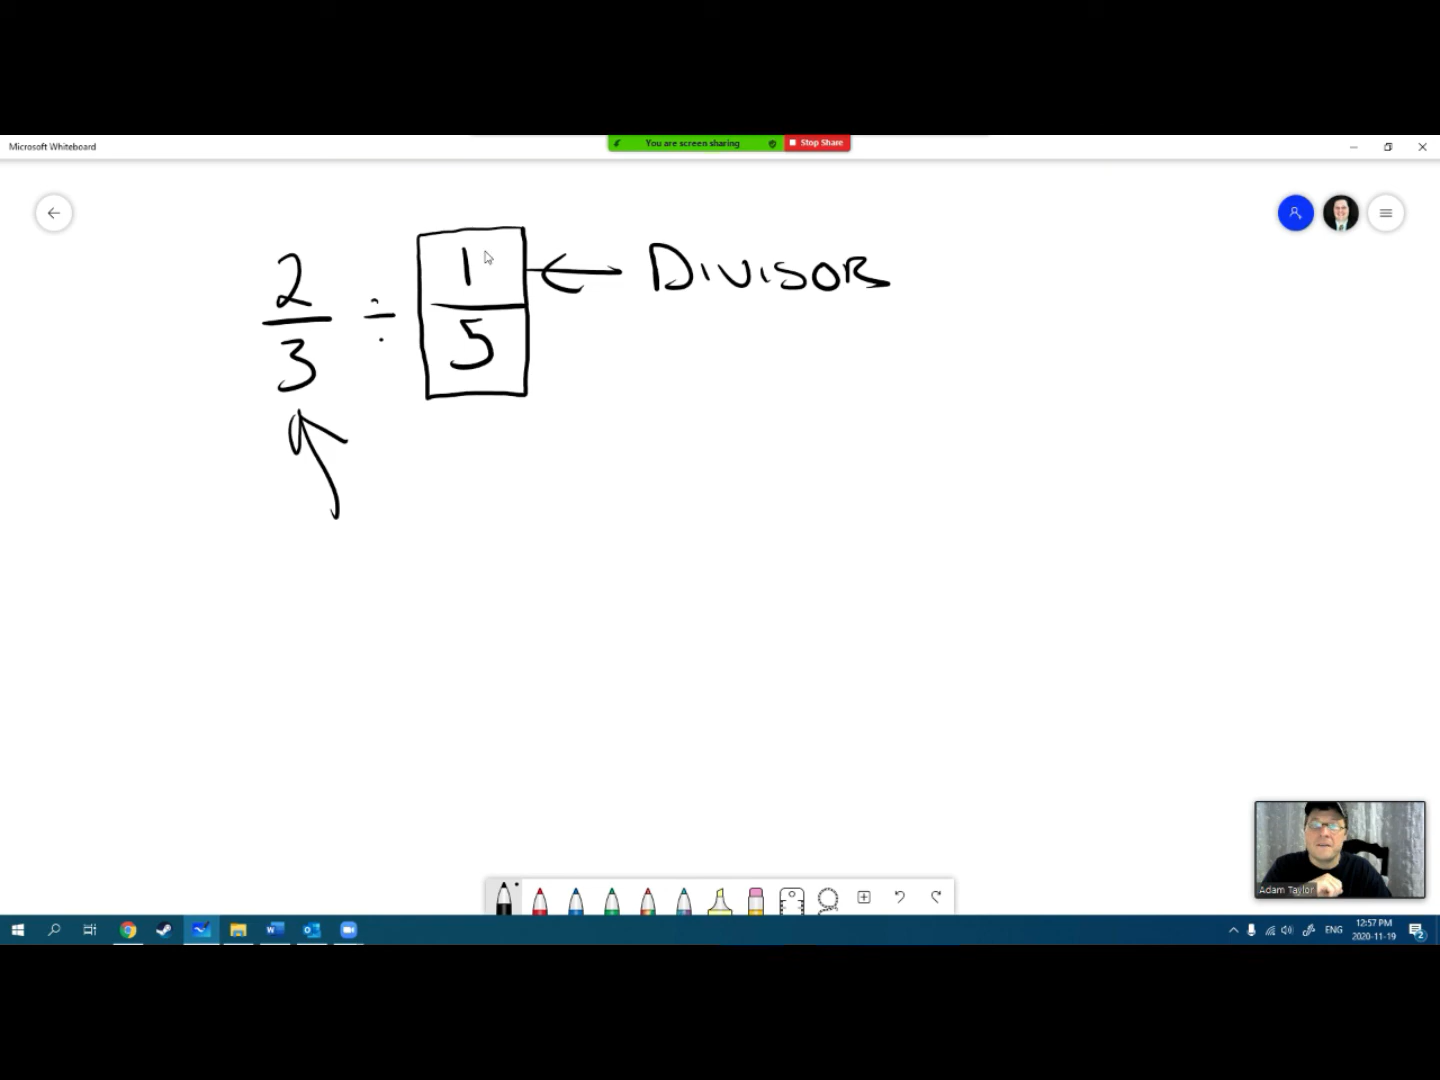 Microsoft Whiteboard
You are screen sharing
Stop Share
2/3 ÷ 1/5 ← DIVISOR
Adam Taylor
ENG
12:57 PM
2020-11-19
2